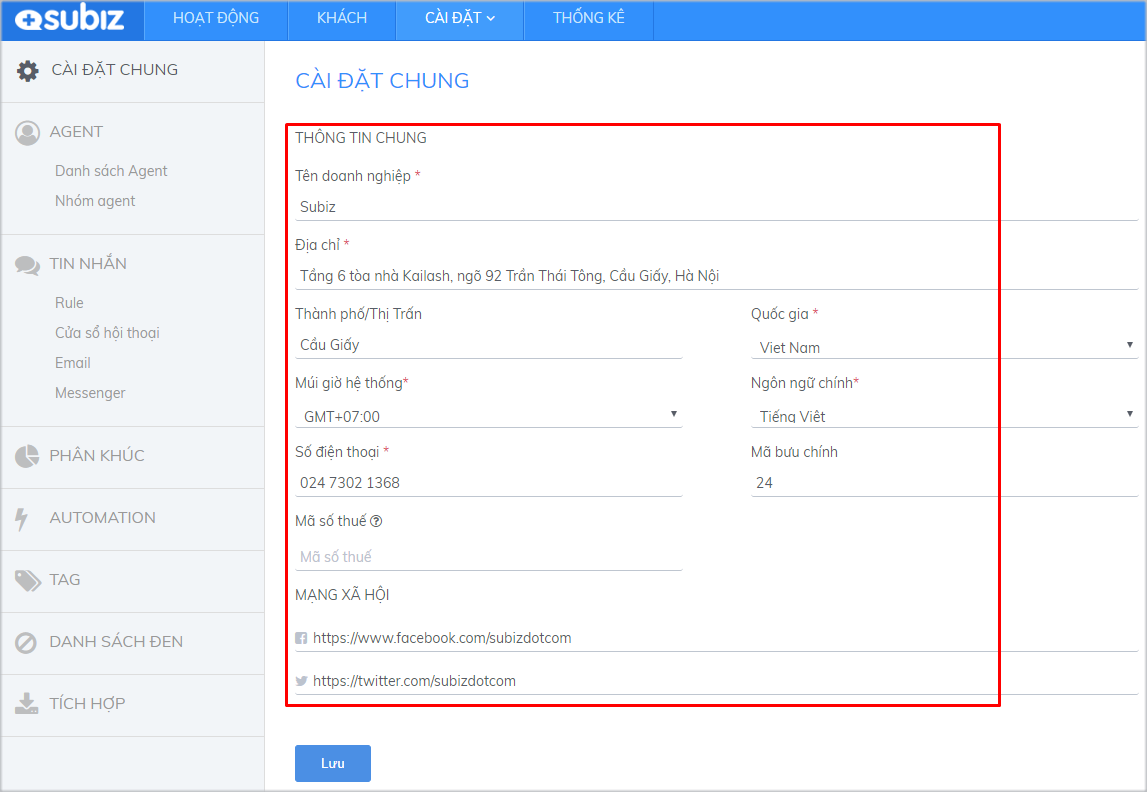 subiz HOẠT ĐỘNG KHÁCH CÀI ĐẶT THỐNG KÊ
CÀI ĐẶT CHUNG
AGENT
Danh sách Agent
Nhóm agent
TIN NHẮN
Rule
Cửa sổ hội thoại
Email
Messenger
PHÂN KHÚC
AUTOMATION
TAG
DANH SÁCH ĐEN
TÍCH HỢP
CÀI ĐẶT CHUNG
THÔNG TIN CHUNG
Tên doanh nghiệp *
Subiz
Địa chỉ *
Tầng 6 tòa nhà Kailash, ngõ 92 Trần Thái Tông, Cầu Giấy, Hà Nội
Thành phố/Thị Trấn Quốc gia *
Cầu Giấy Viet Nam
Múi giờ hệ thống* Ngôn ngữ chính*
GMT+07:00 Tiếng Việt
Số điện thoại * Mã bưu chính
024 7302 1368 24
Mã số thuế
Mã số thuế
MẠNG XÃ HỘI
https://www.facebook.com/subizdotcom
https://twitter.com/subizdotcom
Lưu